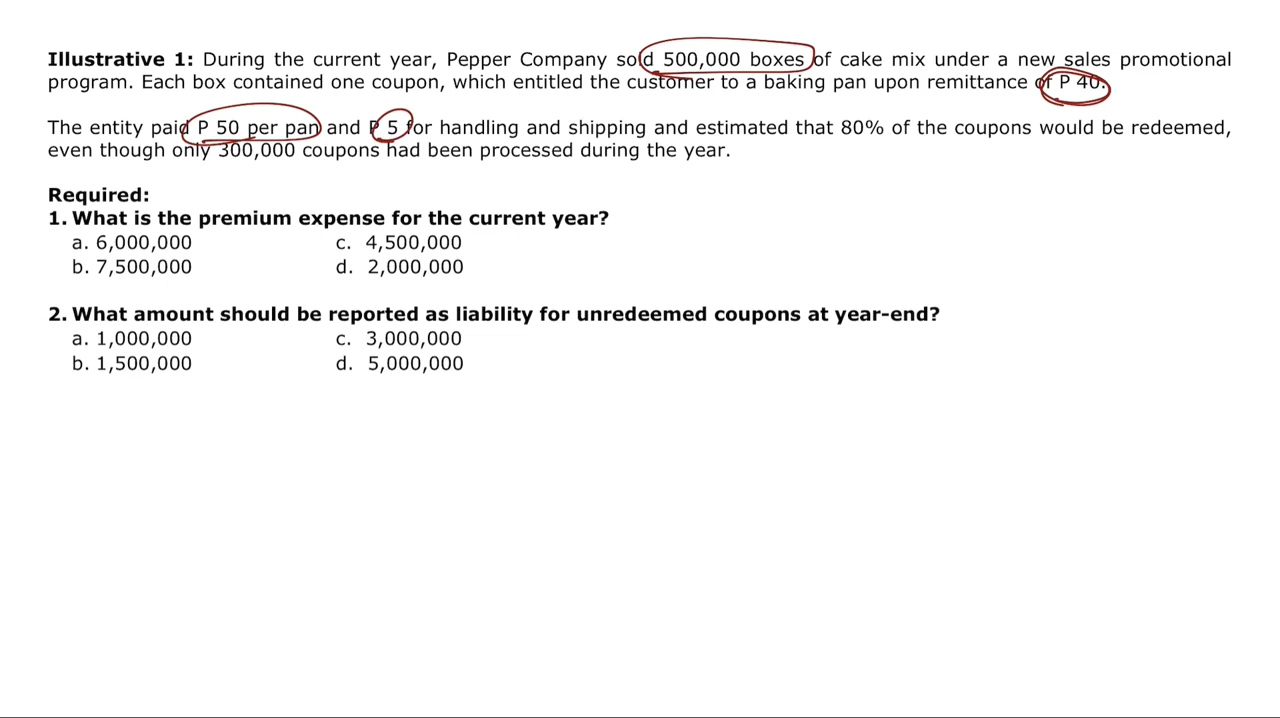 Illustrative 1: During the current year, Pepper Company sold 500,000 boxes of cake mix under a new sales promotional
program. Each box contained one coupon, which entitled the customer to a baking pan upon remittance of P 40.
The entity paid P 50 per pan and P 5 for handling and shipping and estimated that 80% of the coupons would be redeemed,
even though only 300,000 coupons had been processed during the year.
Required:
1. What is the premium expense for the current year?
a. 6,000,000 c. 4,500,000
b. 7,500,000 d. 2,000,000
2. What amount should be reported as liability for unredeemed coupons at year-end?
a. 1,000,000 c. 3,000,000
b. 1,500,000 d. 5,000,000